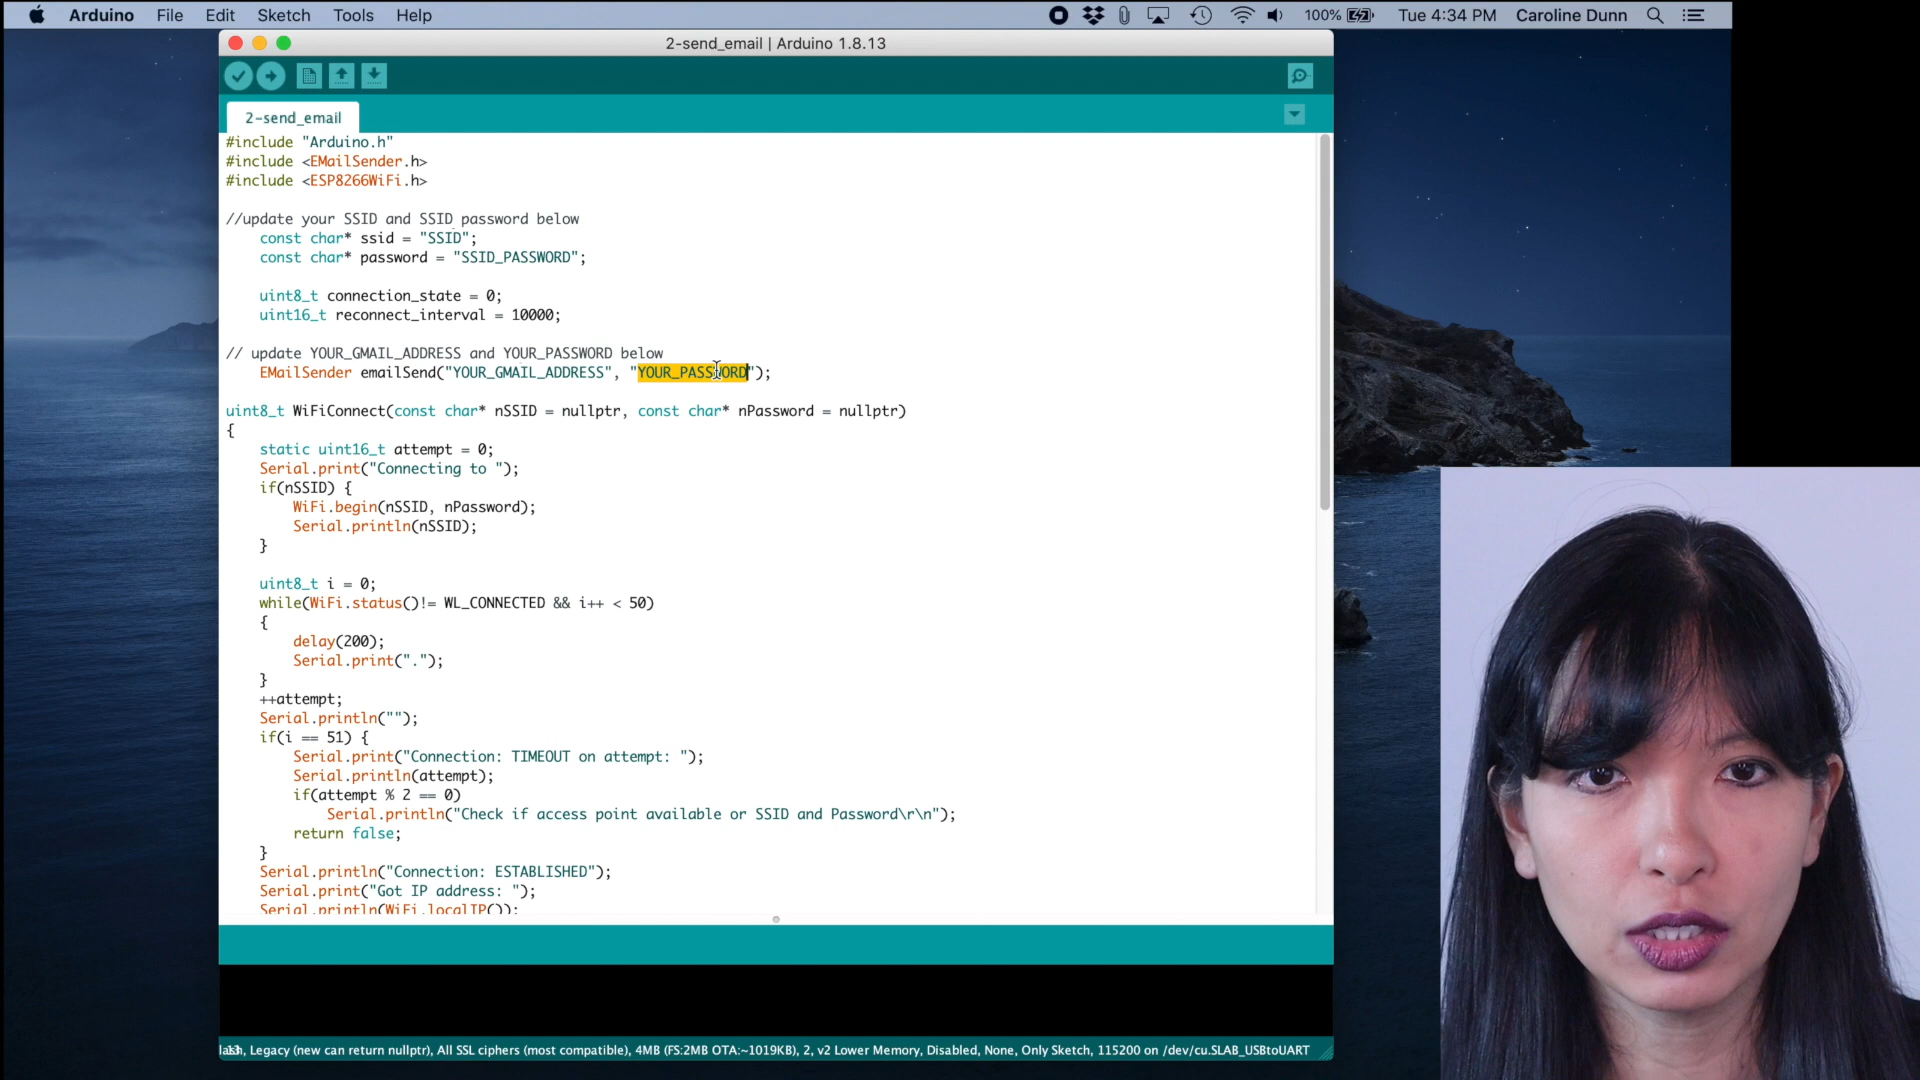 Arduino File Edit Sketch Tools Help 100% Tue 4:34 PM Caroline Dunn
2-send_email | Arduino 1.8.13
2-send_email
#include "Arduino.h"
#include <EMailSender.h>
#include <ESP8266WiFi.h>
//update your SSID and SSID password below
const char* ssid = "SSID";
const char* password = "SSID_PASSWORD";
uint8_t connection_state = 0;
uint16_t reconnect_interval = 10000;
// update YOUR_GMAIL_ADDRESS and YOUR_PASSWORD below
EMailSender emailSend("YOUR_GMAIL_ADDRESS", "YOUR_PASSWORD");
uint8_t WiFiConnect(const char* nSSID = nullptr, const char* nPassword = nullptr)
{
static uint16_t attempt = 0;
Serial.print("Connecting to ");
if(nSSID) {
WiFi.begin(nSSID, nPassword);
Serial.println(nSSID);
}
uint8_t i = 0;
while(WiFi.status()!= WL_CONNECTED && i++ < 50)
{
delay(200);
Serial.print(".");
}
++attempt;
Serial.println("");
if(i == 51) {
Serial.print("Connection: TIMEOUT on attempt: ");
Serial.println(attempt);
if(attempt % 2 == 0)
Serial.println("Check if access point available or SSID and Password\r\n");
return false;
}
Serial.println("Connection: ESTABLISHED");
Serial.print("Got IP address: ");
Serial.println(WiFi.localIP());
Legacy (new can return nullptr), All SSL ciphers (most compatible), 4MB (FS:2MB OTA:~1019KB), 2, v2 Lower Memory, Disabled, None, Only Sketch, 115200 on /dev/cu.SLAB_USBtoUART